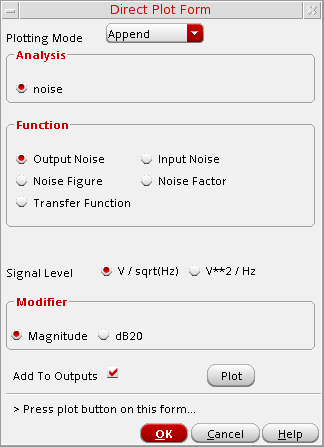 Direct Plot Form
Plotting Mode Append
Analysis
noise
Function
Output Noise Input Noise
Noise Figure Noise Factor
Transfer Function
Signal Level V / sqrt(Hz) V**2 / Hz
Modifier
Magnitude dB20
Add To Outputs Plot
> Press plot button on this form...
OK Cancel Help